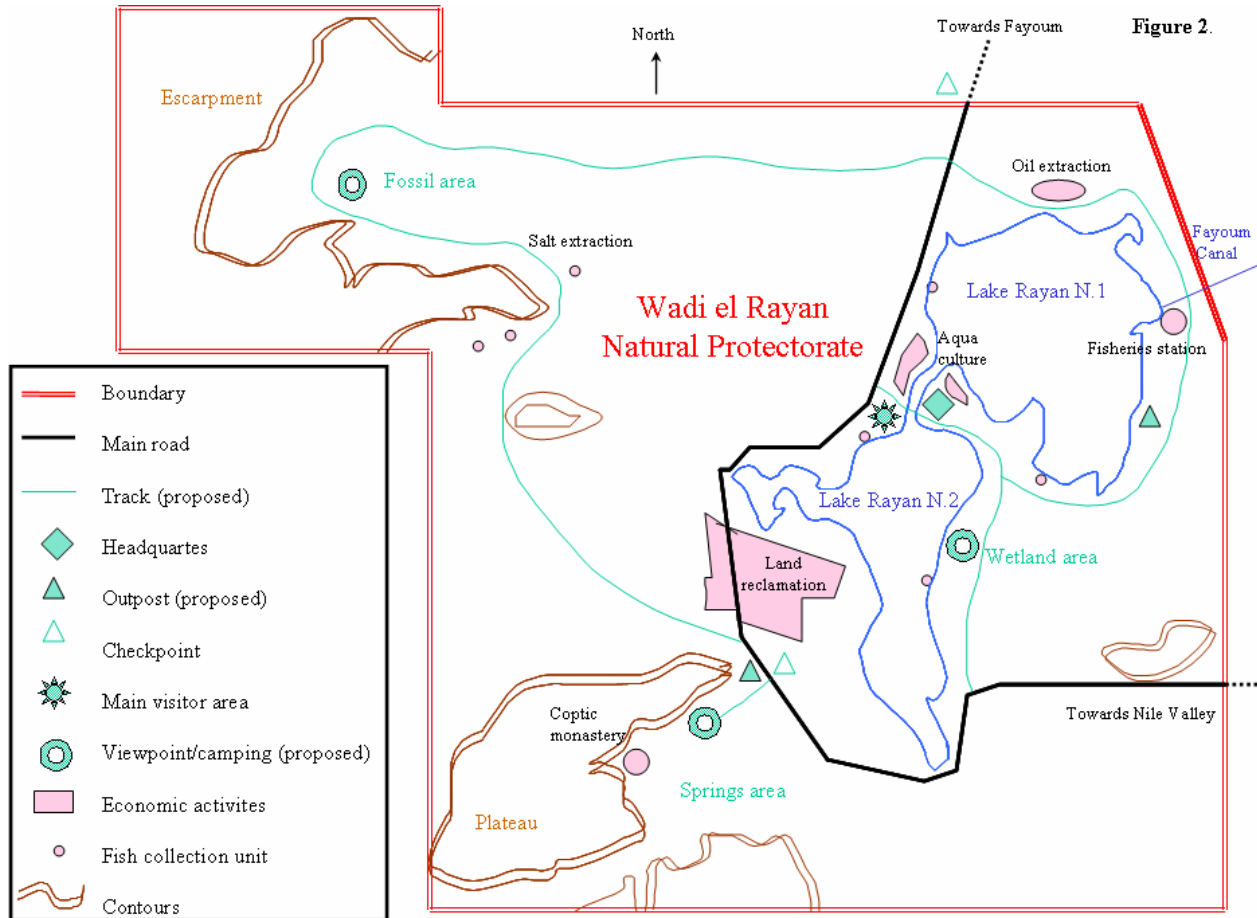 Towards Fayoum
Figure 2.
North
Escarpment
Oil extraction
Fossil area
Fayoum
Canal
Salt extraction
Lake Rayan N.1
Wadi el Rayan
Natural Protectorate
Aqua
culture
Fisheries station
Boundary
Main road
Track (proposed)
Headquartes
Outpost (proposed)
Checkpoint
Main visitor area
Viewpoint/camping (proposed)
Economic activites
Fish collection unit
Contours
Lake Rayan N.2
Wetland area
Land
reclamation
Coptic
monastery
Towards Nile Valley
Springs area
Plateau